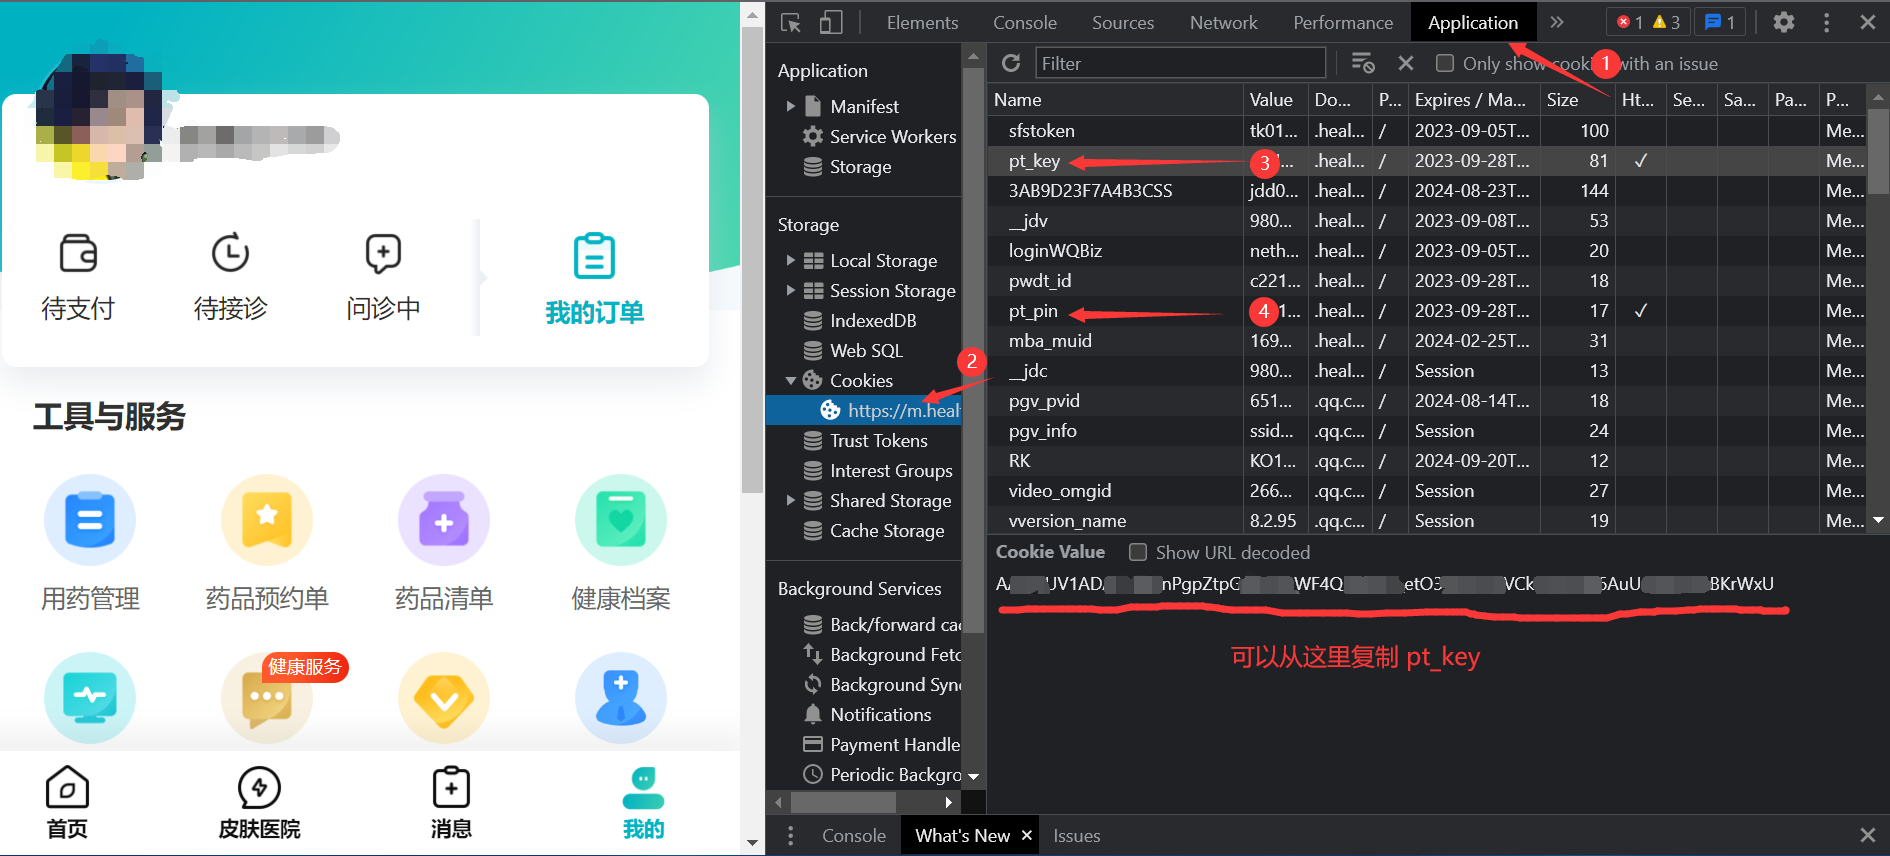 待支付
待接诊
问诊中
我的订单
工具与服务
用药管理
药品预约单
药品清单
健康档案
健康服务
首页
皮肤医院
消息
我的
Elements Console Sources Network Performance Application 1 3 1
Application
Manifest
Service Workers
Storage
Storage
Local Storage
Session Storage
IndexedDB
Web SQL
Cookies
https://m.heal
Trust Tokens
Interest Groups
Shared Storage
Cache Storage
Background Services
Back/forward cac
Background Fetc
Background Sync
Notifications
Payment Handle
Periodic Backgro
Filter Only show cooki with an issue
1
2
3
4
Name Value Do... P... Expires / Ma... Size Ht... Se... Sa... Pa... P...
sfstoken tk01... .heal... / 2023-09-05T... 100 Me...
pt_key .heal... / 2023-09-28T... 81 ✓ Me...
3AB9D23F7A4B3CSS jdd0... .heal... / 2024-08-23T... 144 Me...
__jdv 980... .heal... / 2023-09-08T... 53 Me...
loginWQBiz neth... .heal... / 2023-09-05T... 20 Me...
pwdt_id c221... .heal... / 2023-09-28T... 18 Me...
pt_pin 1... .heal... / 2023-09-28T... 17 ✓ Me...
mba_muid 169... .heal... / 2024-02-25T... 31 Me...
__jdc 980... .heal... / Session 13 Me...
pgv_pvid 651... .qq.c... / 2024-08-14T... 18 Me...
pgv_info ssid... .qq.c... / Session 24 Me...
RK KO1... .qq.c... / 2024-09-20T... 12 Me...
video_omgid 266... .qq.c... / Session 27 Me...
vversion_name 8.2.95 .qq.c... / Session 19 Me...
Cookie Value Show URL decoded
UV1AD nPgpZtpG WF4Q etO3 VCk 6AuU BKrWxU
可以从这里复制 pt_key
Console What's New × Issues